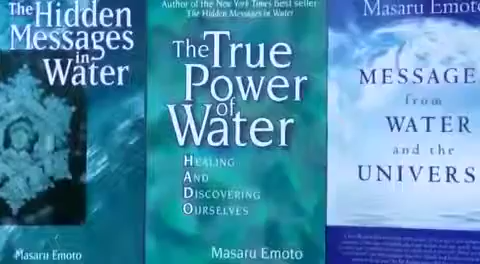 The Hidden
Messages
in
Water
Masaru Emoto
Author of the New York Times best seller
The Hidden Messages in Water
The True
Power
of
Water
HEALING
AND
DISCOVERING
OURSELVES
Masaru Emoto
Masaru Emoto
MESSAGE
from
WATER
and the
UNIVERS